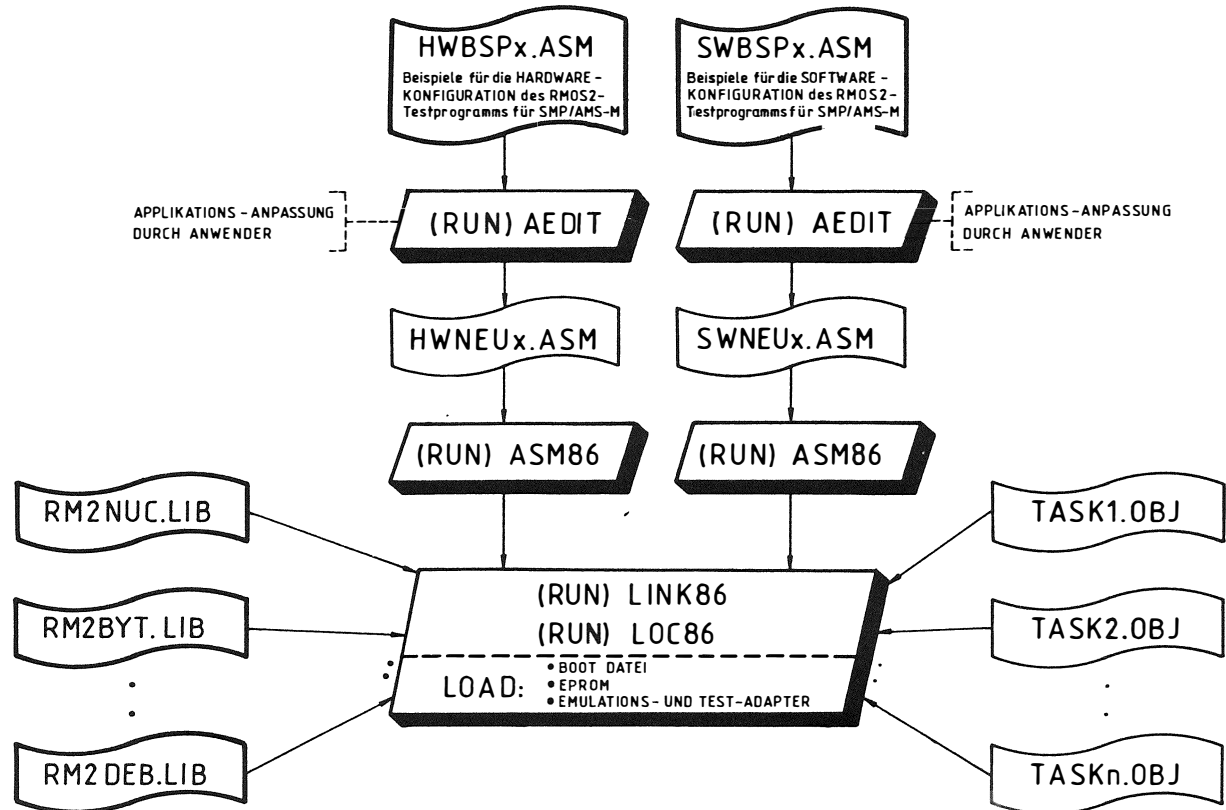 HWBSPx.ASM
Beispiele für die HARDWARE-
KONFIGURATION des RMOS2-
Testprogramms für SMP/AMS-M
SWBSPx.ASM
Beispiele für die SOFTWARE-
KONFIGURATION des RMOS2-
Testprogramms für SMP/AMS-M
APPLIKATIONS-ANPASSUNG
DURCH ANWENDER
(RUN) AEDIT
(RUN) AEDIT
APPLIKATIONS-ANPASSUNG
DURCH ANWENDER
HWNEUx.ASM
SWNEUx.ASM
(RUN) ASM86
(RUN) ASM86
RM2NUC.LIB
TASK1.OBJ
(RUN) LINK86
(RUN) LOC86
RM2BYT.LIB
TASK2.OBJ
LOAD:
• BOOT DATEI
• EPROM
• EMULATIONS- UND TEST-ADAPTER
RM2DEB.LIB
TASKn.OBJ